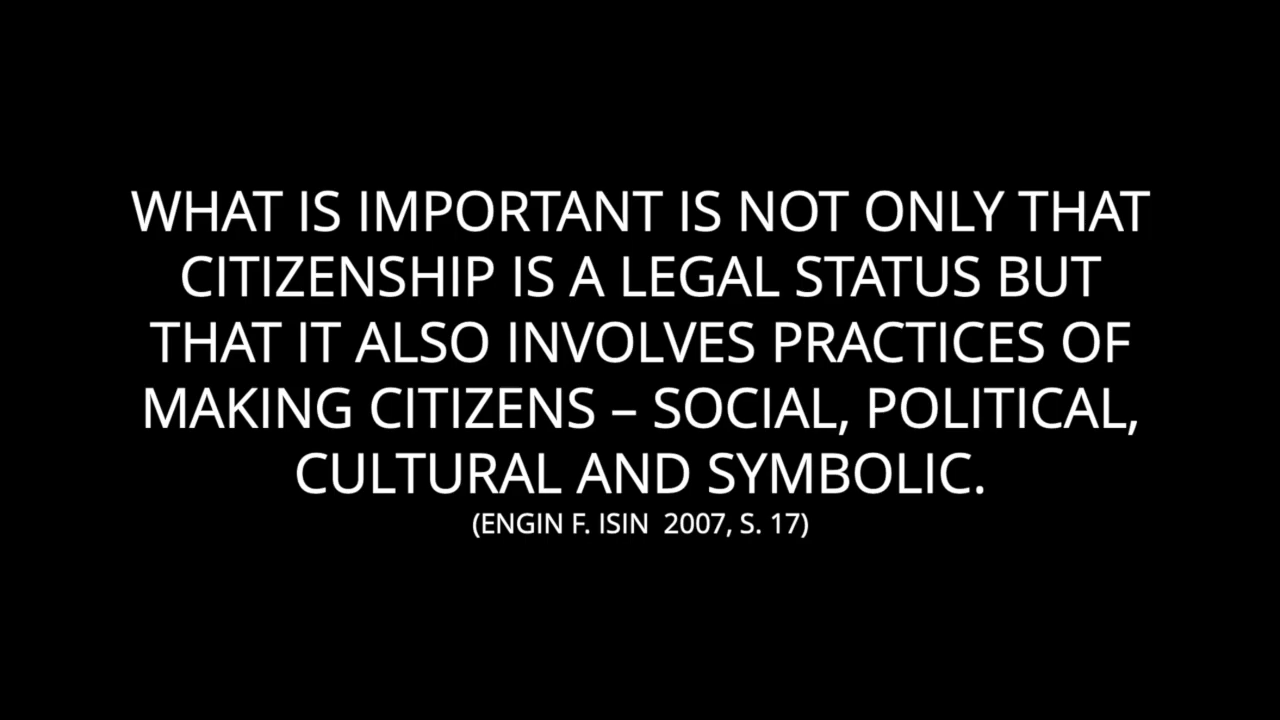 WHAT IS IMPORTANT IS NOT ONLY THAT
CITIZENSHIP IS A LEGAL STATUS BUT
THAT IT ALSO INVOLVES PRACTICES OF
MAKING CITIZENS – SOCIAL, POLITICAL,
CULTURAL AND SYMBOLIC.
(ENGIN F. ISIN  2007, S. 17)